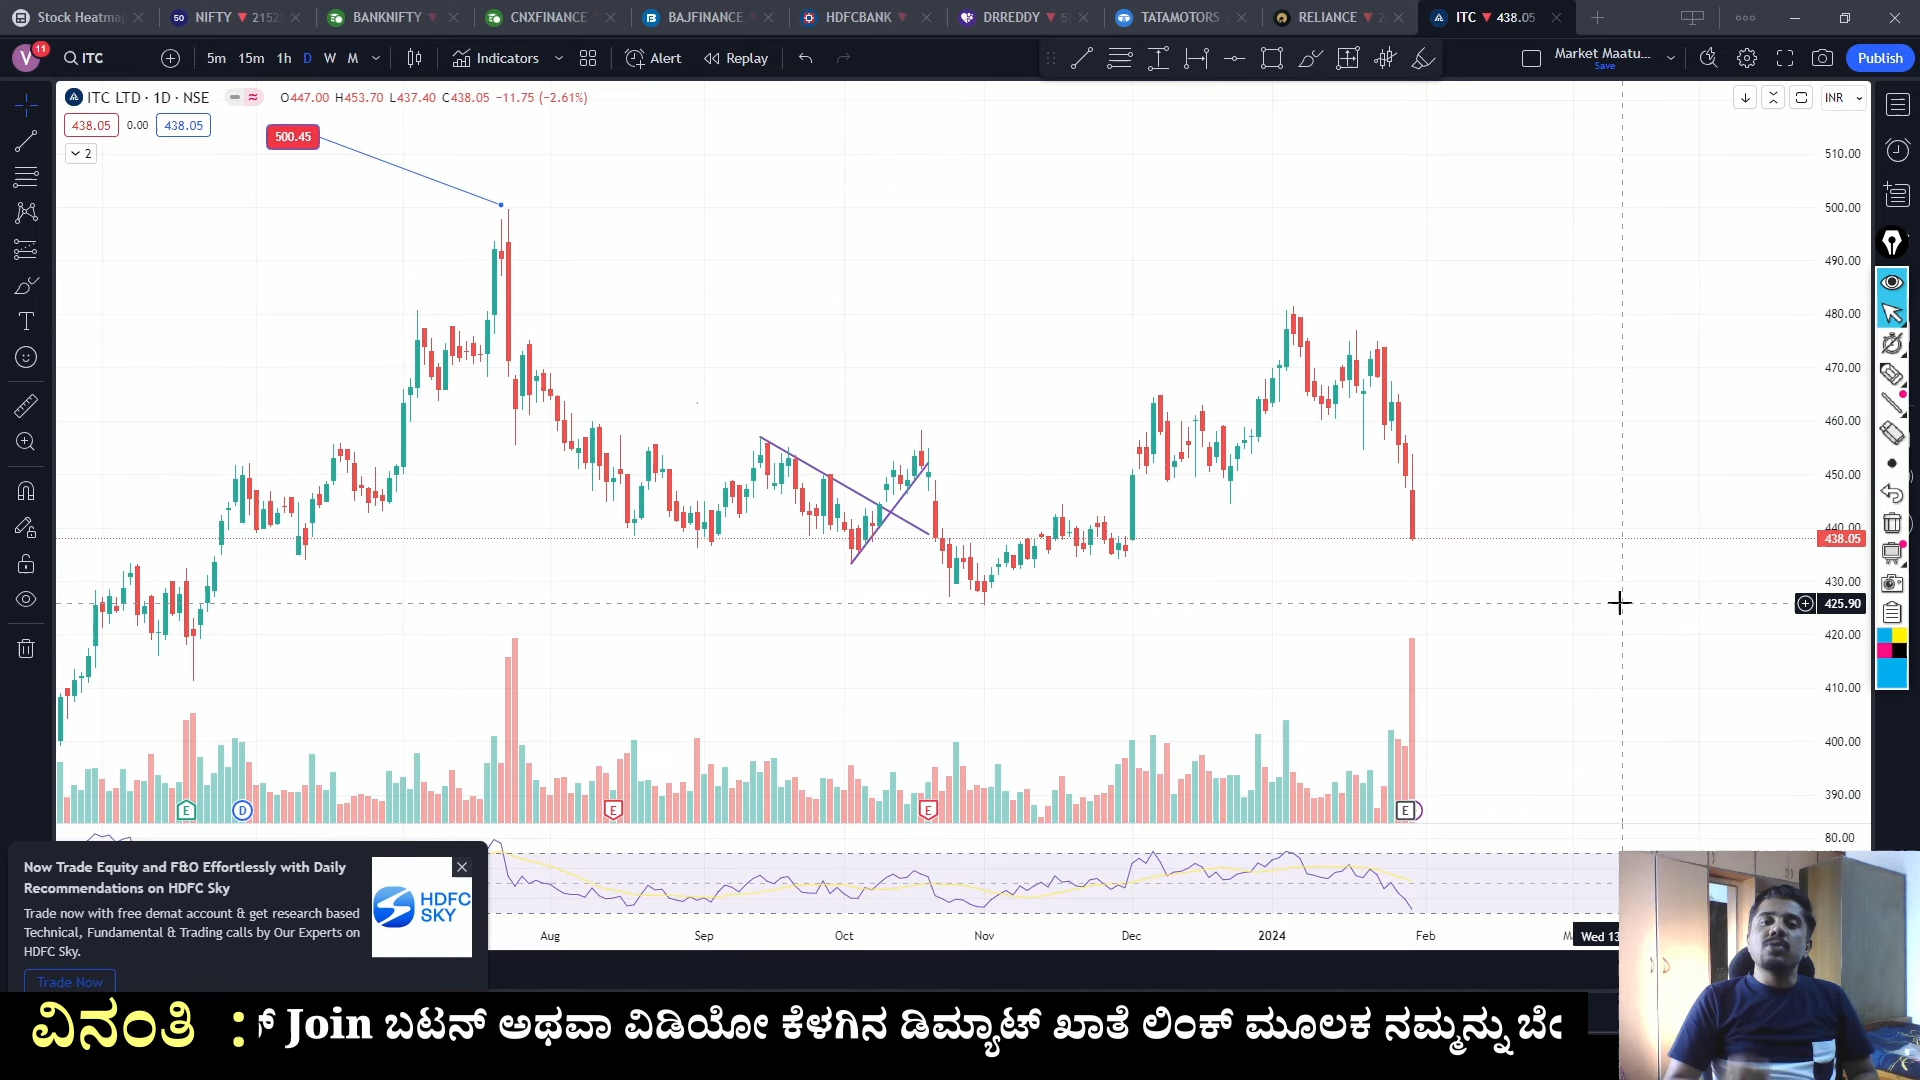 Stock Heatmap
NIFTY ▼ 2152
BANKNIFTY ▼
CNXFINANCE
BAJFINANCE
HDFCBANK ▼
DRREDDY ▼ 58
TATAMOTORS
RELIANCE ▼ 2
ITC ▼ 438.05
V 11
ITC
5m 15m 1h D W M
Indicators
Alert
Replay
Market Maatu...
Save
Publish
ITC LTD · 1D · NSE
O447.00 H453.70 L437.40 C438.05 −11.75 (−2.61%)
INR
438.05 0.00 438.05
500.45
2
510.00
500.00
490.00
480.00
470.00
460.00
450.00
440.00
438.05
430.00
425.90
420.00
410.00
400.00
390.00
80.00
E D E E E
Now Trade Equity and F&O Effortlessly with Daily
Recommendations on HDFC Sky
Trade now with free demat account & get research based
Technical, Fundamental & Trading calls by Our Experts on
HDFC Sky.
HDFC
SKY
Trade Now
Aug Sep Oct Nov Dec 2024 Feb
Wed 13
ವಿನಂತಿ : Join ಬಟನ್ ಅಥವಾ ವಿಡಿಯೋ ಕೆಳಗಿನ ಡಿಮ್ಯಾಟ್ ಖಾತೆ ಲಿಂಕ್ ಮೂಲಕ ನಮ್ಮನ್ನು